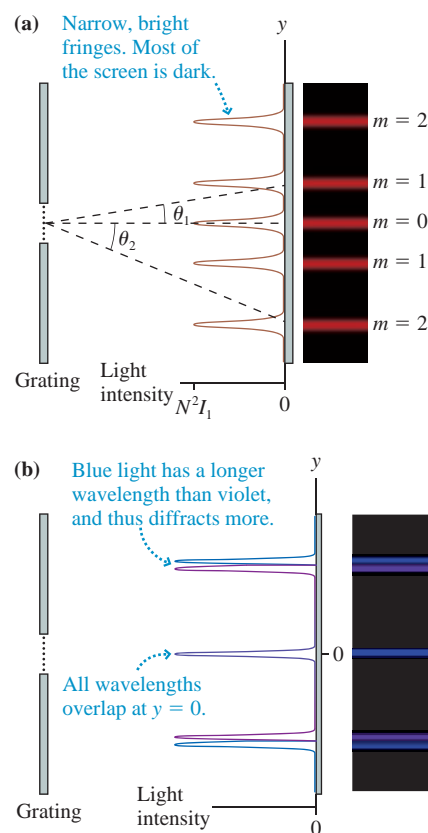 (a)
Narrow, bright
fringes. Most of
the screen is dark.
y
m = 2
m = 1
θ₁
m = 0
θ₂
m = 1
m = 2
Grating
Light
intensity
N²I₁
0
(b)
y
Blue light has a longer
wavelength than violet,
and thus diffracts more.
0
All wavelengths
overlap at y = 0.
Grating
Light
intensity
0